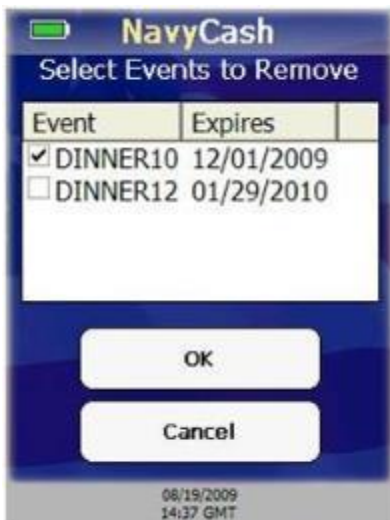 NavyCash
Select Events to Remove
Event Expires
DINNER10 12/01/2009
DINNER12 01/29/2010
OK
Cancel
08/19/2009
14:37 GMT